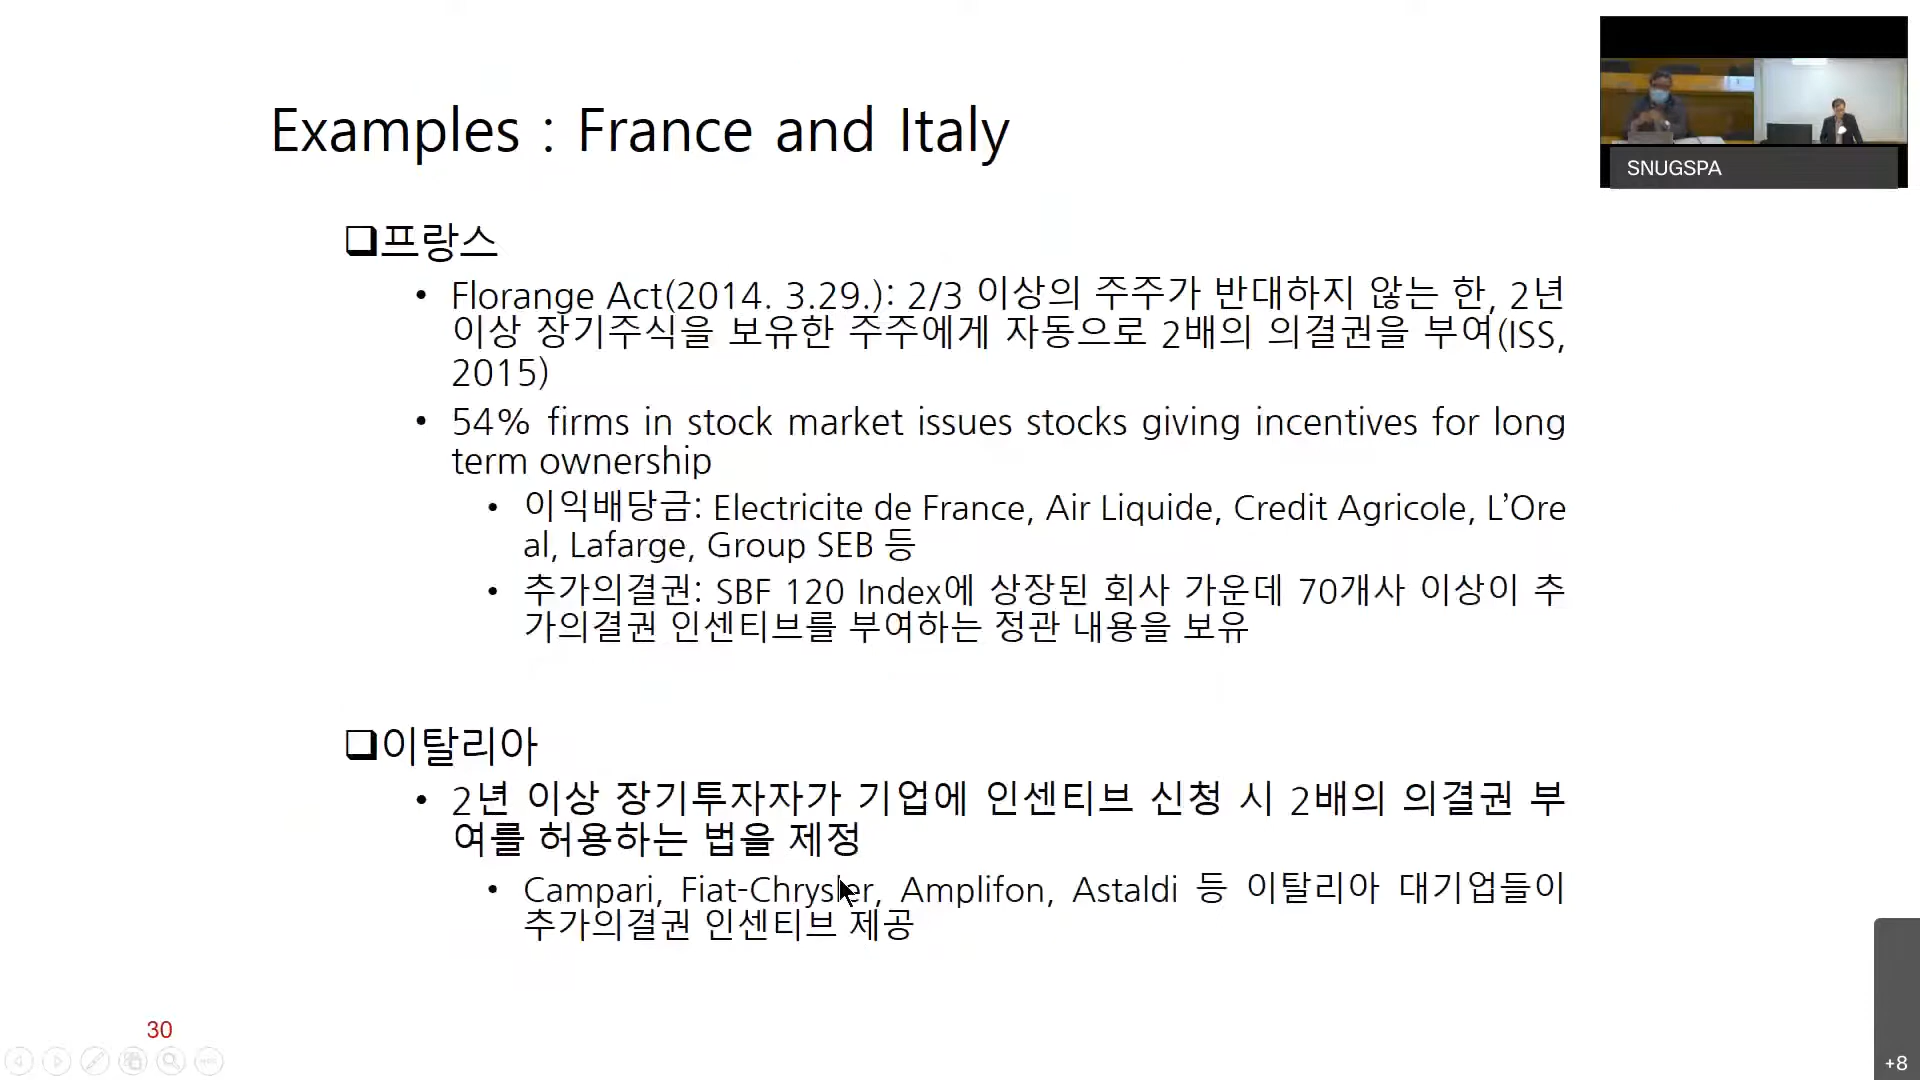 Examples : France and Italy
SNUGSPA
❑프랑스
• Florange Act(2014. 3.29.): 2/3 이상의 주주가 반대하지 않는 한, 2년
이상 장기주식을 보유한 주주에게 자동으로 2배의 의결권을 부여(ISS,
2015)
• 54% firms in stock market issues stocks giving incentives for long
term ownership
• 이익배당금: Electricite de France, Air Liquide, Credit Agricole, L’Ore
al, Lafarge, Group SEB 등
• 추가의결권: SBF 120 Index에 상장된 회사 가운데 70개사 이상이 추
가의결권 인센티브를 부여하는 정관 내용을 보유
❑이탈리아
• 2년 이상 장기투자자가 기업에 인센티브 신청 시 2배의 의결권 부
여를 허용하는 법을 제정
• Campari, Fiat-Chrysler, Amplifon, Astaldi 등 이탈리아 대기업들이
추가의결권 인센티브 제공
30
+8